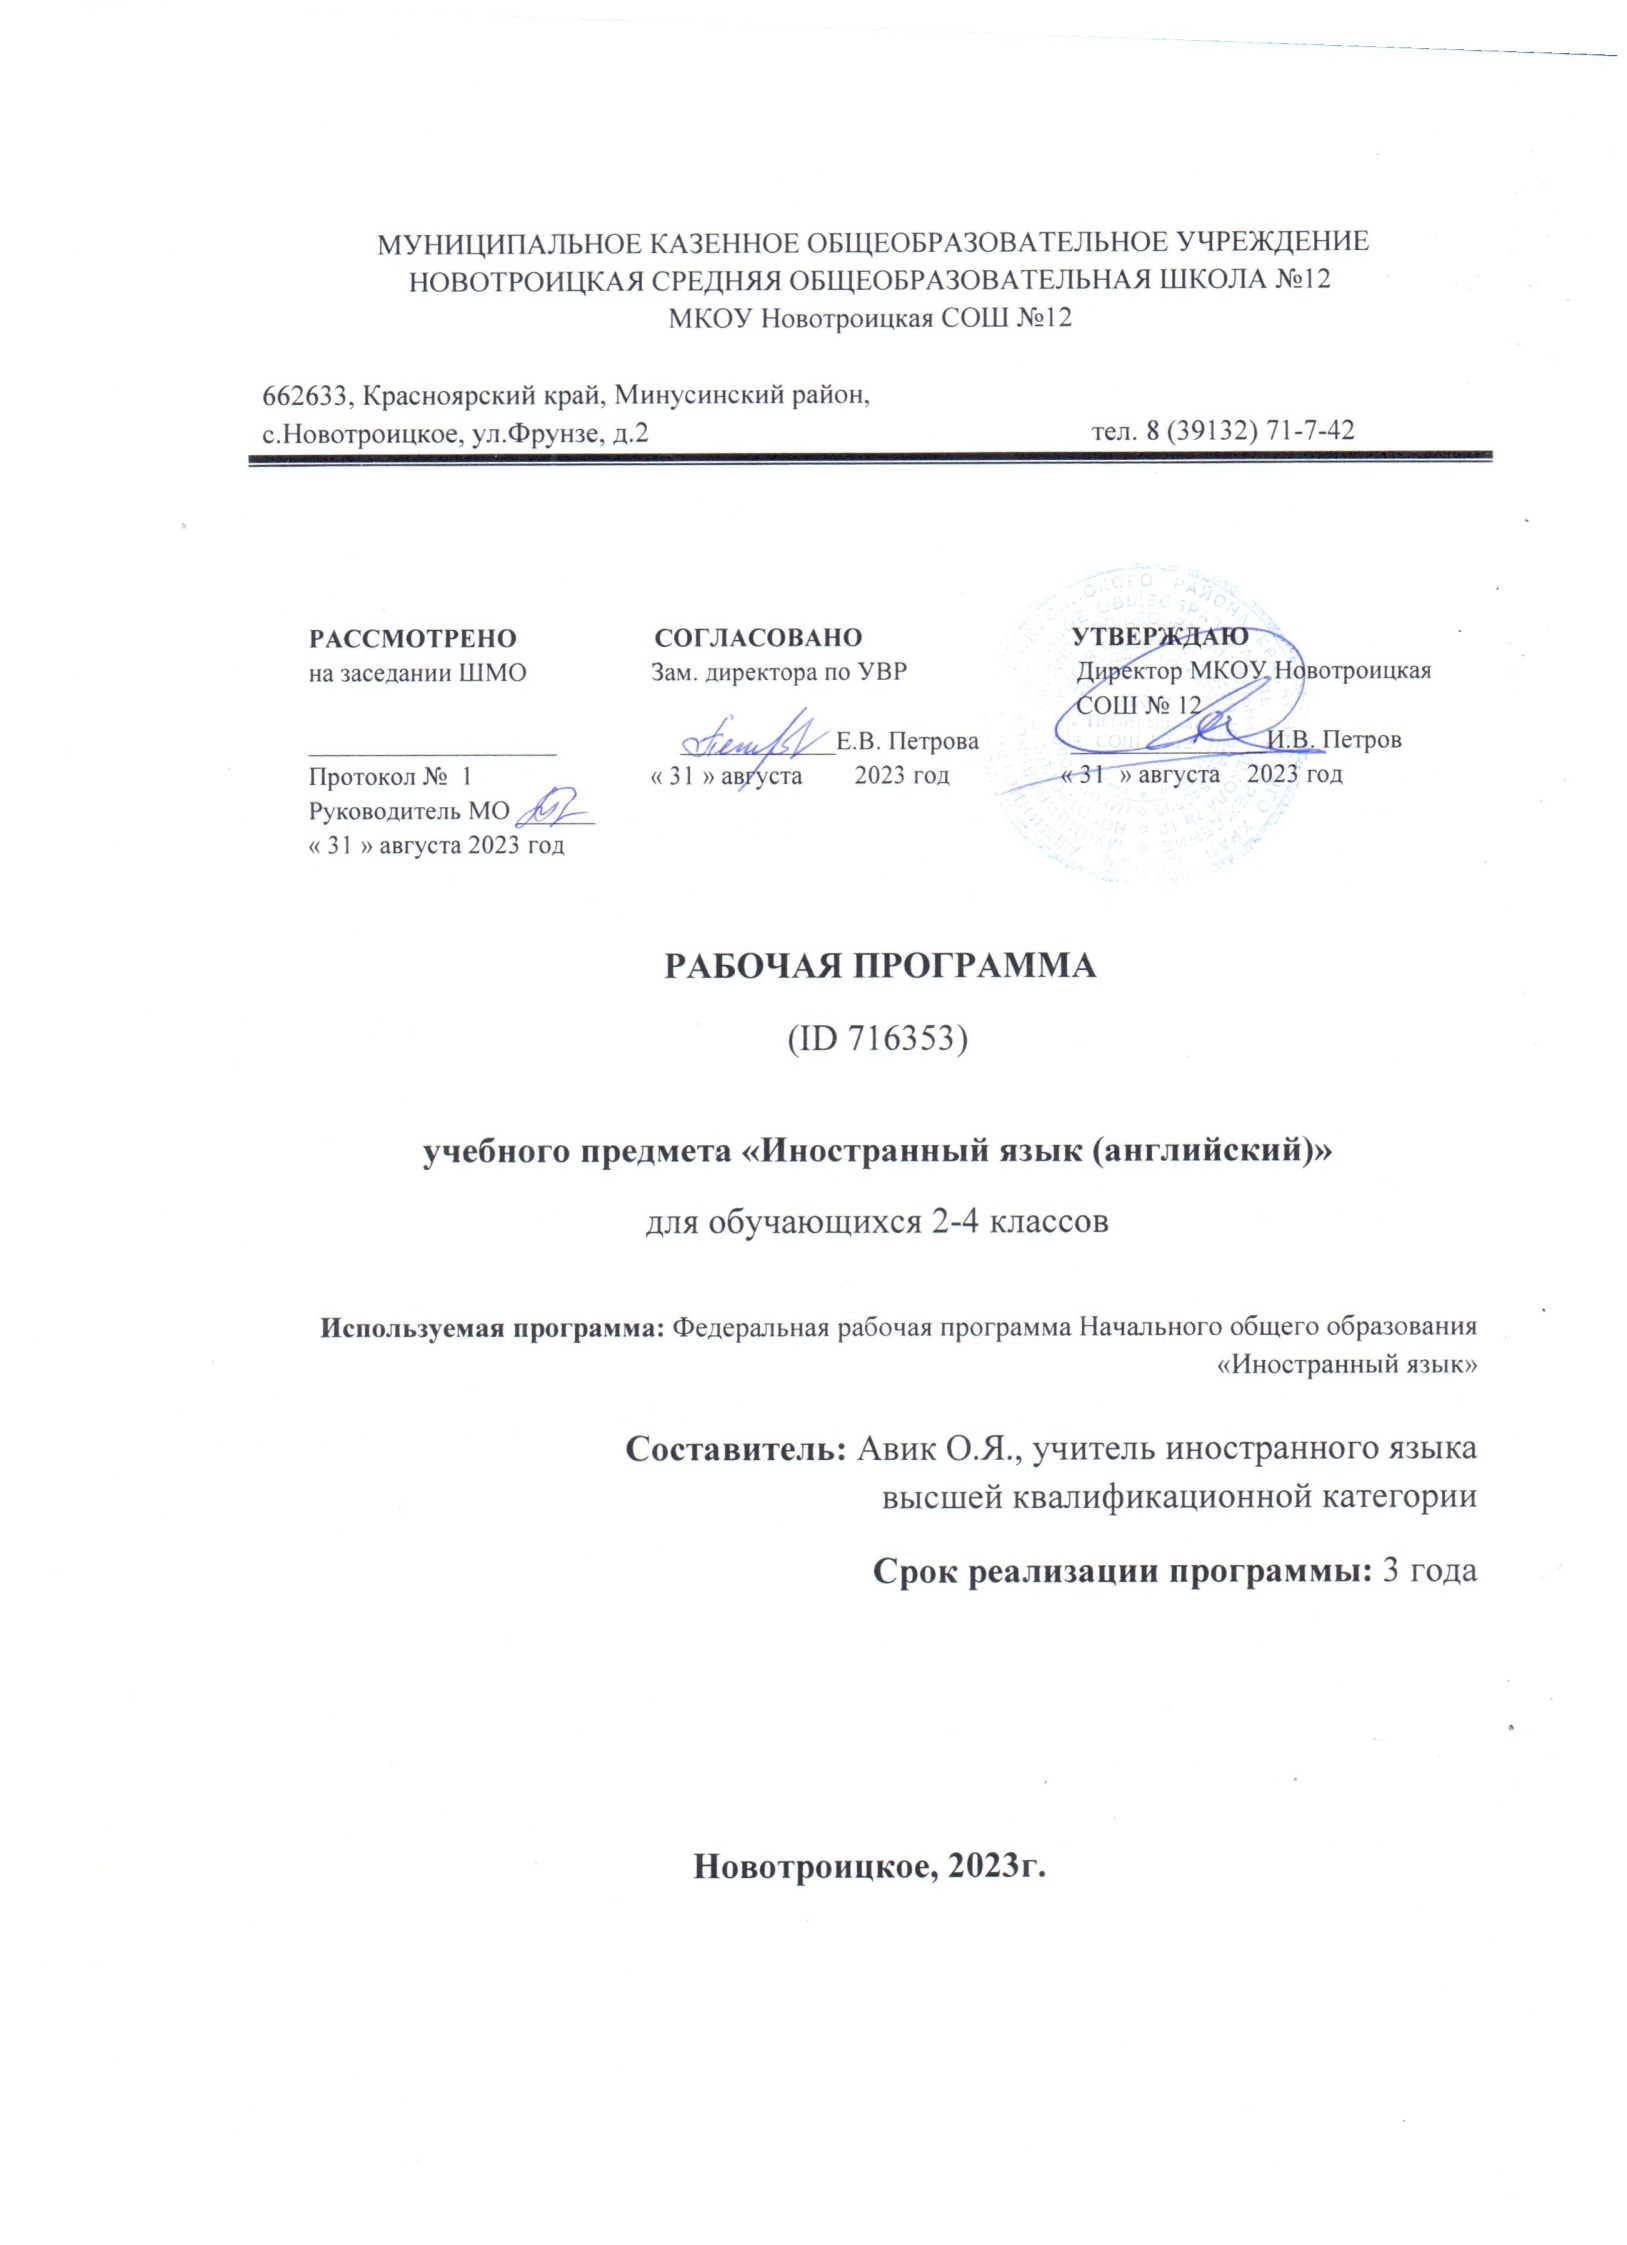 МУНИЦИПАЛЬНОЕ КАЗЕННОЕ ОБЩЕОБРАЗОВАТЕЛЬНОЕ УЧРЕЖДЕНИЕ
НОВОТРОИЦКАЯ СРЕДНЯЯ ОБЩЕОБРАЗОВАТЕЛЬНАЯ ШКОЛА №12
МКОУ Новотроицкая СОШ №12
662633, Красноярский край, Минусинский район,
с.Новотроицкое, ул.Фрунзе, д.2 тел. 8 (39132) 71-7-42
РАССМОТРЕНО
на заседании ШМО
Протокол № 1
Руководитель МО
« 31 » августа 2023 год
СОГЛАСОВАНО
Зам. директора по УВР
Е.В. Петрова
« 31 » августа 2023 год
УТВЕРЖДАЮ
Директор МКОУ Новотроицкая
СОШ № 12
И.В. Петров
« 31 » августа 2023 год
РАБОЧАЯ ПРОГРАММА
(ID 716353)
учебного предмета «Иностранный язык (английский)»
для обучающихся 2-4 классов
Используемая программа: Федеральная рабочая программа Начального общего образования
«Иностранный язык»
Составитель: Авик О.Я., учитель иностранного языка
высшей квалификационной категории
Срок реализации программы: 3 года
Новотроицкое, 2023г.